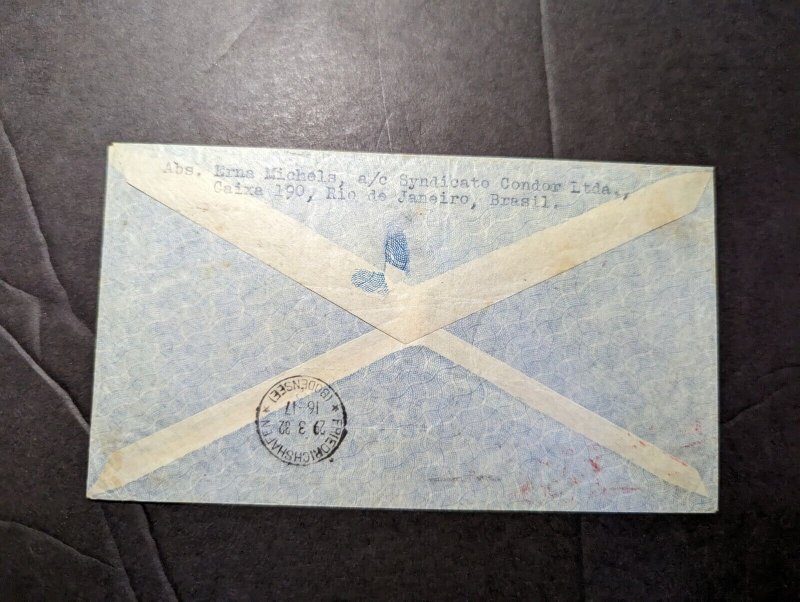 Abs. Erna Michels, a/c Syndicato Condor Ltda.,
Caixa 190, Rio de Janeiro, Brasil.
* FRIEDRICHSHAFEN *
29.3.32
16-17
(BODENSEE)